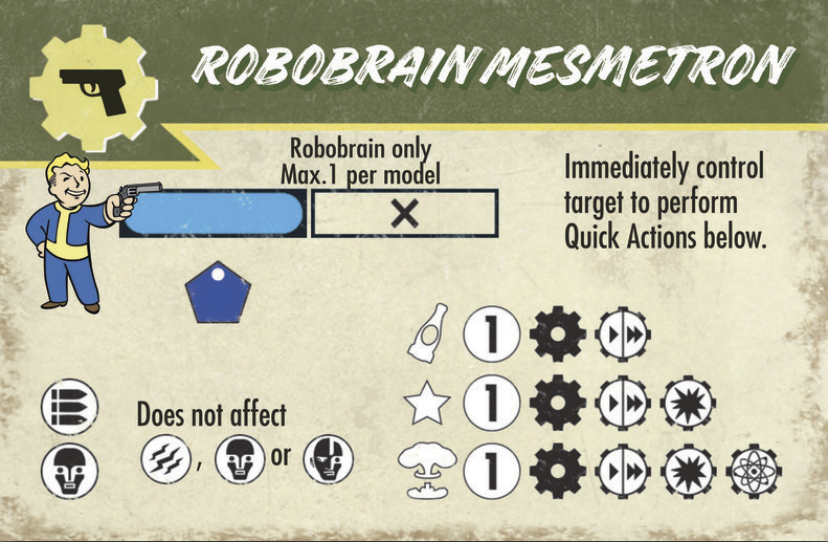 ROBOBRAIN MESMETRON
Robobrain only
Max.1 per model
Immediately control
target to perform
Quick Actions below.
X
1
1
Does not affect
, or
1